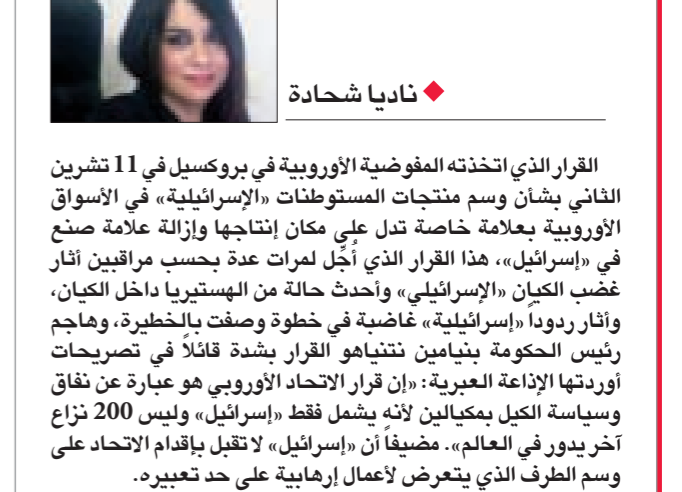 ناديا شحادة
القرار الذي اتخذته المفوضية الأوروبية في بروكسيل في 11 تشرين
الثاني بشأن وسم منتجات المستوطنات «الإسرائيلية» في الأسواق
الأوروبية بعلامة خاصة تدل على مكان إنتاجها وإزالة علامة صنع
في «إسرائيل»، هذا القرار الذي أُجِّل لمرات عدة بحسب مراقبين أثار
غضب الكيان «الإسرائيلي» وأحدث حالة من الهستيريا داخل الكيان،
وأثار ردوداً «إسرائيلية» غاضبة في خطوة وصفت بالخطيرة، وهاجم
رئيس الحكومة بنيامين نتنياهو القرار بشدة قائلاً في تصريحات
أوردتها الإذاعة العبرية: «إن قرار الاتحاد الأوروبي هو عبارة عن نفاق
وسياسة الكيل بمكيالين لأنه يشمل فقط «إسرائيل» وليس 200 نزاع
آخر يدور في العالم». مضيفاً أن «إسرائيل» لا تقبل بإقدام الاتحاد على
وسم الطرف الذي يتعرض لأعمال إرهابية على حد تعبيره.